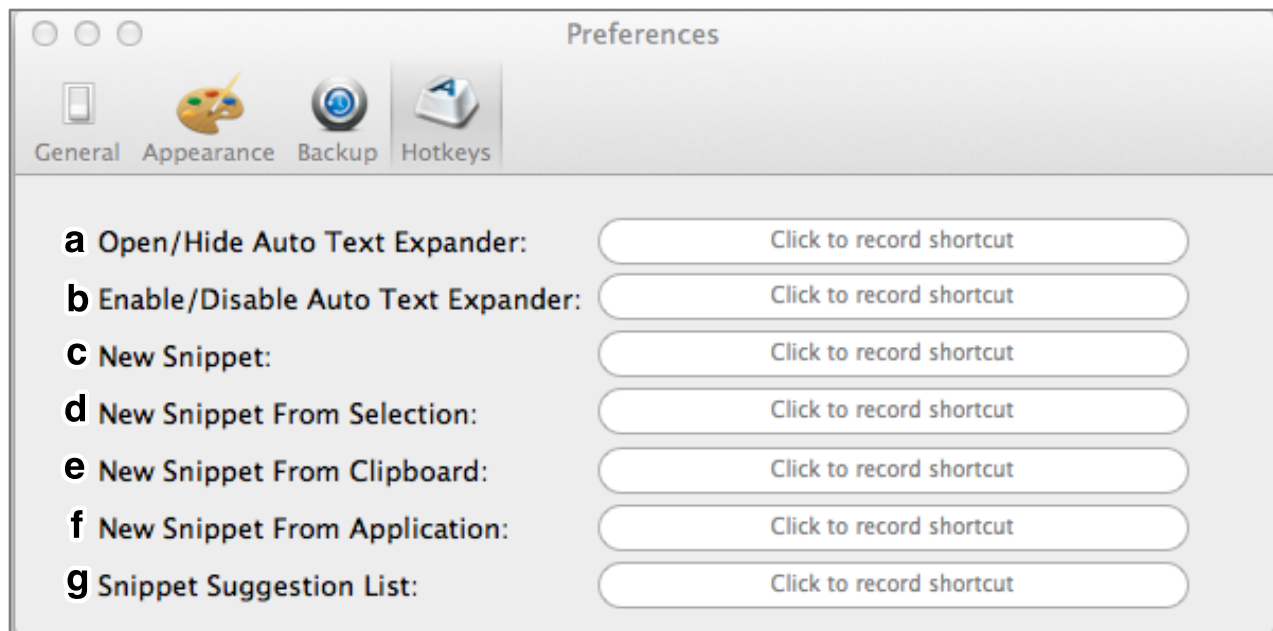 Preferences
General Appearance Backup Hotkeys
a Open/Hide Auto Text Expander: Click to record shortcut
b Enable/Disable Auto Text Expander: Click to record shortcut
c New Snippet: Click to record shortcut
d New Snippet From Selection: Click to record shortcut
e New Snippet From Clipboard: Click to record shortcut
f New Snippet From Application: Click to record shortcut
g Snippet Suggestion List: Click to record shortcut